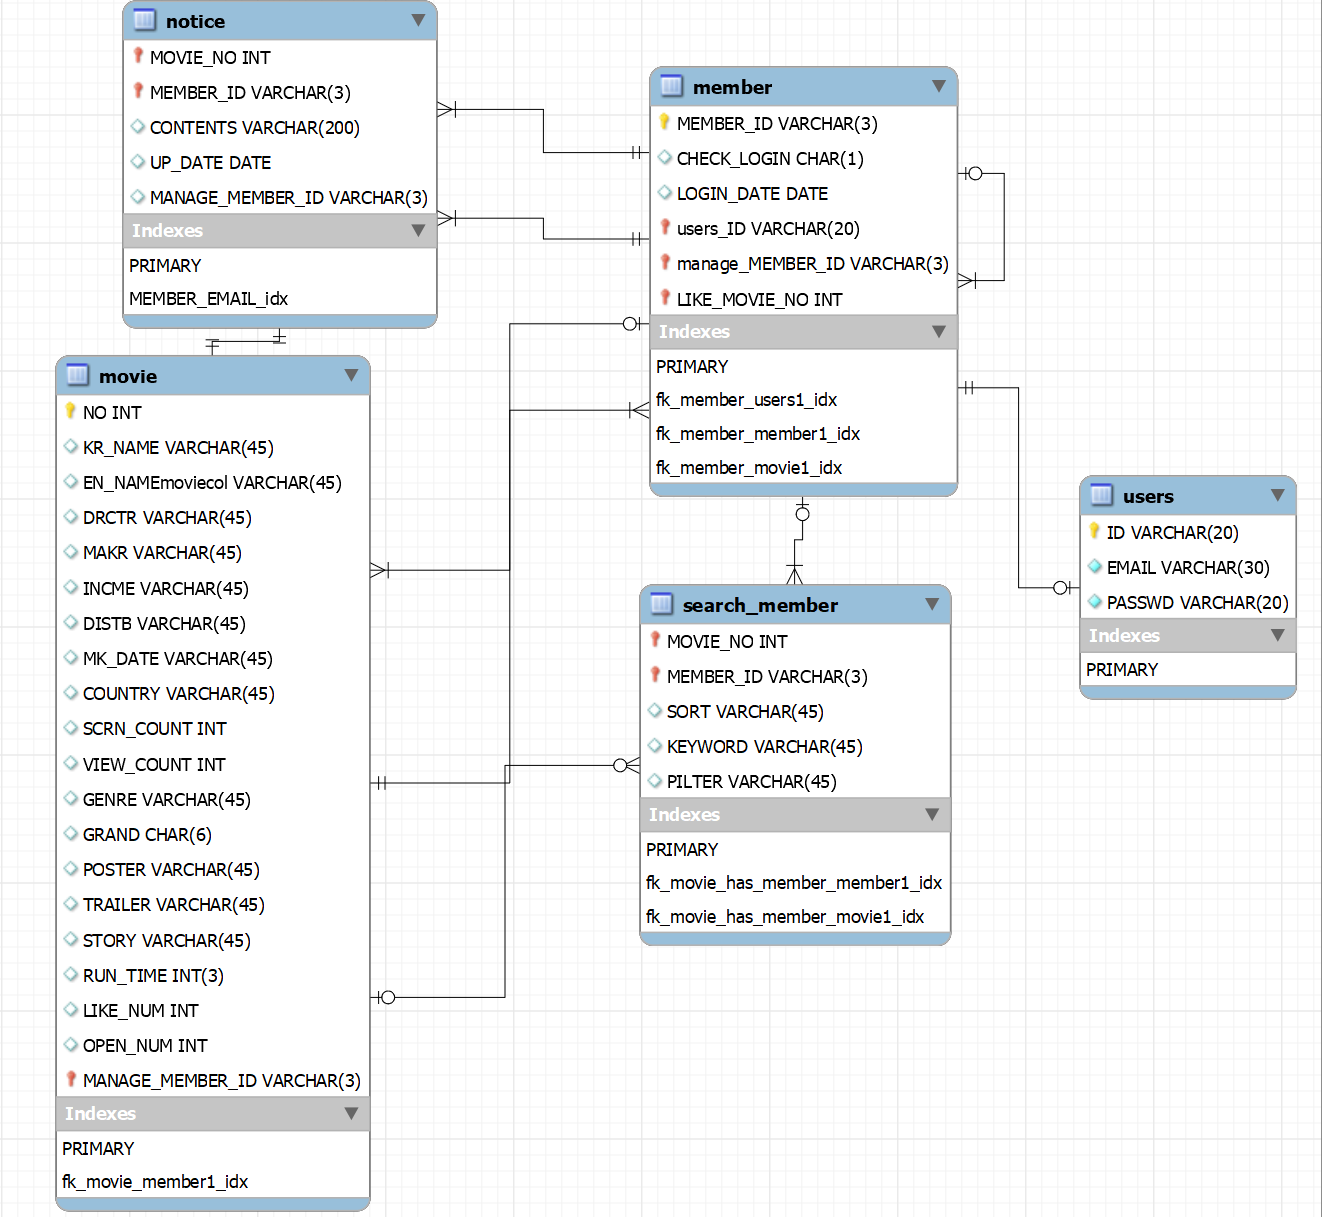 notice
MOVIE_NO INT
MEMBER_ID VARCHAR(3)
CONTENTS VARCHAR(200)
UP_DATE DATE
MANAGE_MEMBER_ID VARCHAR(3)
Indexes
PRIMARY
MEMBER_EMAIL_idx
member
MEMBER_ID VARCHAR(3)
CHECK_LOGIN CHAR(1)
LOGIN_DATE DATE
users_ID VARCHAR(20)
manage_MEMBER_ID VARCHAR(3)
LIKE_MOVIE_NO INT
Indexes
PRIMARY
fk_member_users1_idx
fk_member_member1_idx
fk_member_movie1_idx
movie
NO INT
KR_NAME VARCHAR(45)
EN_NAMEmoviecol VARCHAR(45)
DRCTR VARCHAR(45)
MAKR VARCHAR(45)
INCME VARCHAR(45)
DISTB VARCHAR(45)
MK_DATE VARCHAR(45)
COUNTRY VARCHAR(45)
SCRN_COUNT INT
VIEW_COUNT INT
GENRE VARCHAR(45)
GRAND CHAR(6)
POSTER VARCHAR(45)
TRAILER VARCHAR(45)
STORY VARCHAR(45)
RUN_TIME INT(3)
LIKE_NUM INT
OPEN_NUM INT
MANAGE_MEMBER_ID VARCHAR(3)
Indexes
PRIMARY
fk_movie_member1_idx
search_member
MOVIE_NO INT
MEMBER_ID VARCHAR(3)
SORT VARCHAR(45)
KEYWORD VARCHAR(45)
PILTER VARCHAR(45)
Indexes
PRIMARY
fk_movie_has_member_member1_idx
fk_movie_has_member_movie1_idx
users
ID VARCHAR(20)
EMAIL VARCHAR(30)
PASSWD VARCHAR(20)
Indexes
PRIMARY